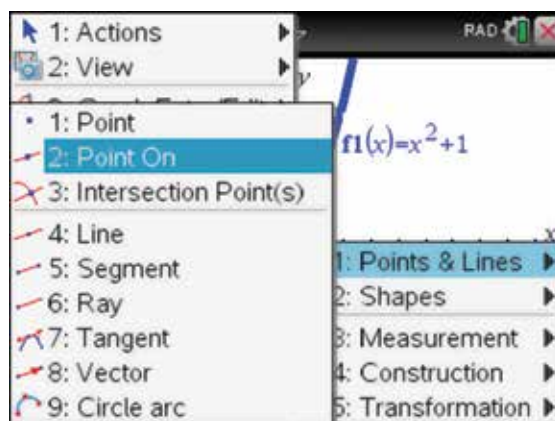 1: Actions
RAD
2: View
y
1: Point
f1(x)=x²+1
2: Point On
3: Intersection Point(s)
x
4: Line
1: Points & Lines
5: Segment
2: Shapes
6: Ray
7: Tangent
3: Measurement
8: Vector
4: Construction
9: Circle arc
5: Transformation